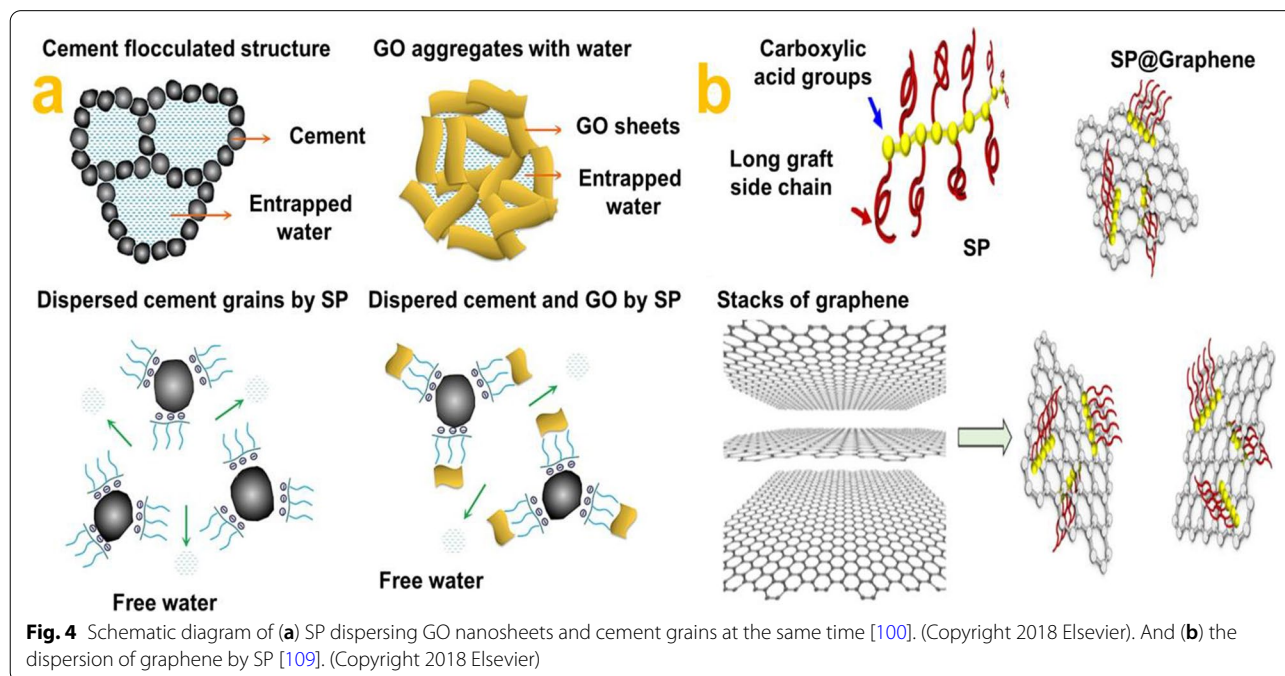 Cement flocculated structure
GO aggregates with water
a
Cement
Entrapped
water
GO sheets
Entrapped
water
Dispersed cement grains by SP
Dispered cement and GO by SP
Free water
Free water
b
Carboxylic
acid groups
Long graft
side chain
SP
SP@Graphene
Stacks of graphene
Fig. 4 Schematic diagram of (a) SP dispersing GO nanosheets and cement grains at the same time [100]. (Copyright 2018 Elsevier). And (b) the
dispersion of graphene by SP [109]. (Copyright 2018 Elsevier)